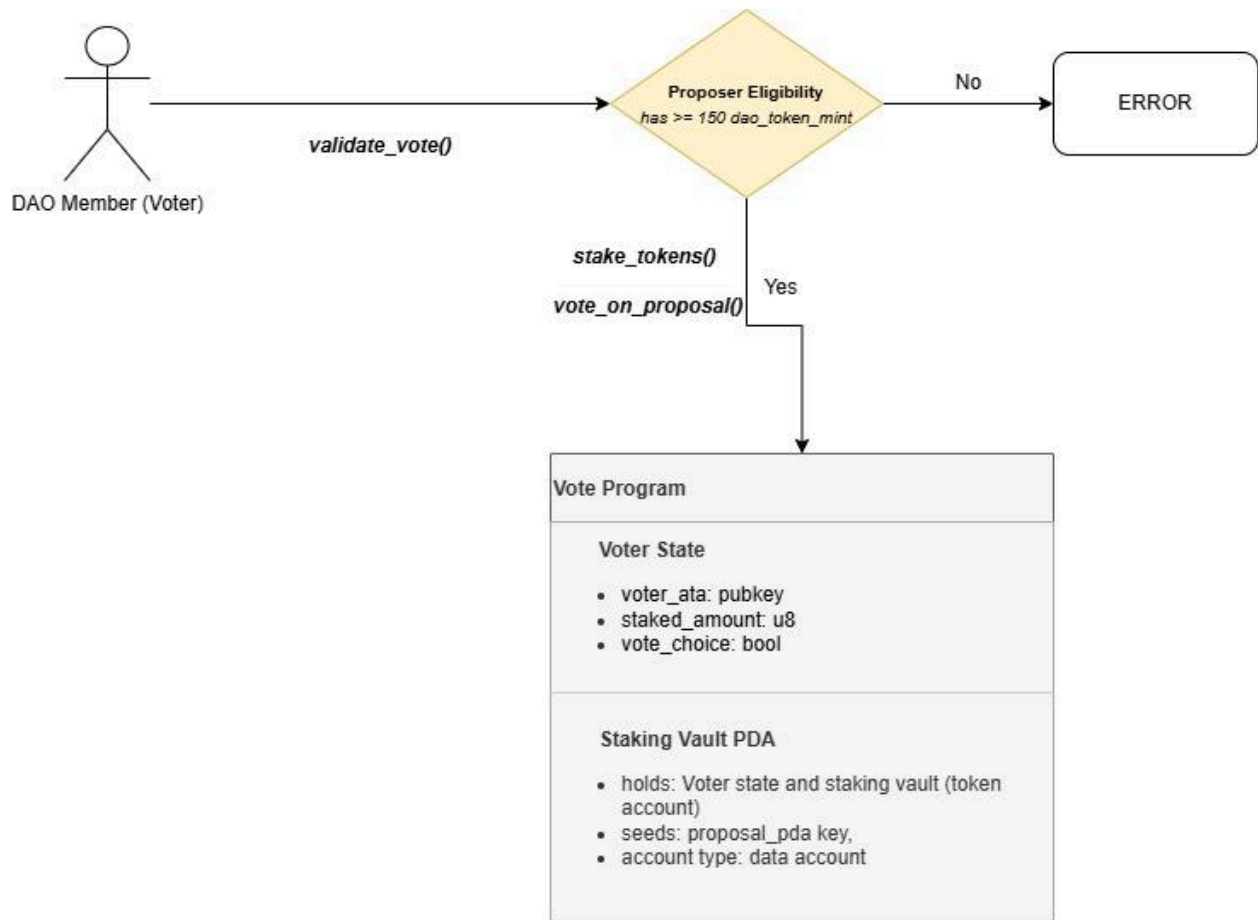 Proposer Eligibility
has >= 150 dao_token_mint
No
ERROR
validate_vote()
DAO Member (Voter)
stake_tokens()
Yes
vote_on_proposal()
Vote Program
Voter State
• voter_ata: pubkey
• staked_amount: u8
• vote_choice: bool
Staking Vault PDA
• holds: Voter state and staking vault (token
account)
• seeds: proposal_pda key,
• account type: data account